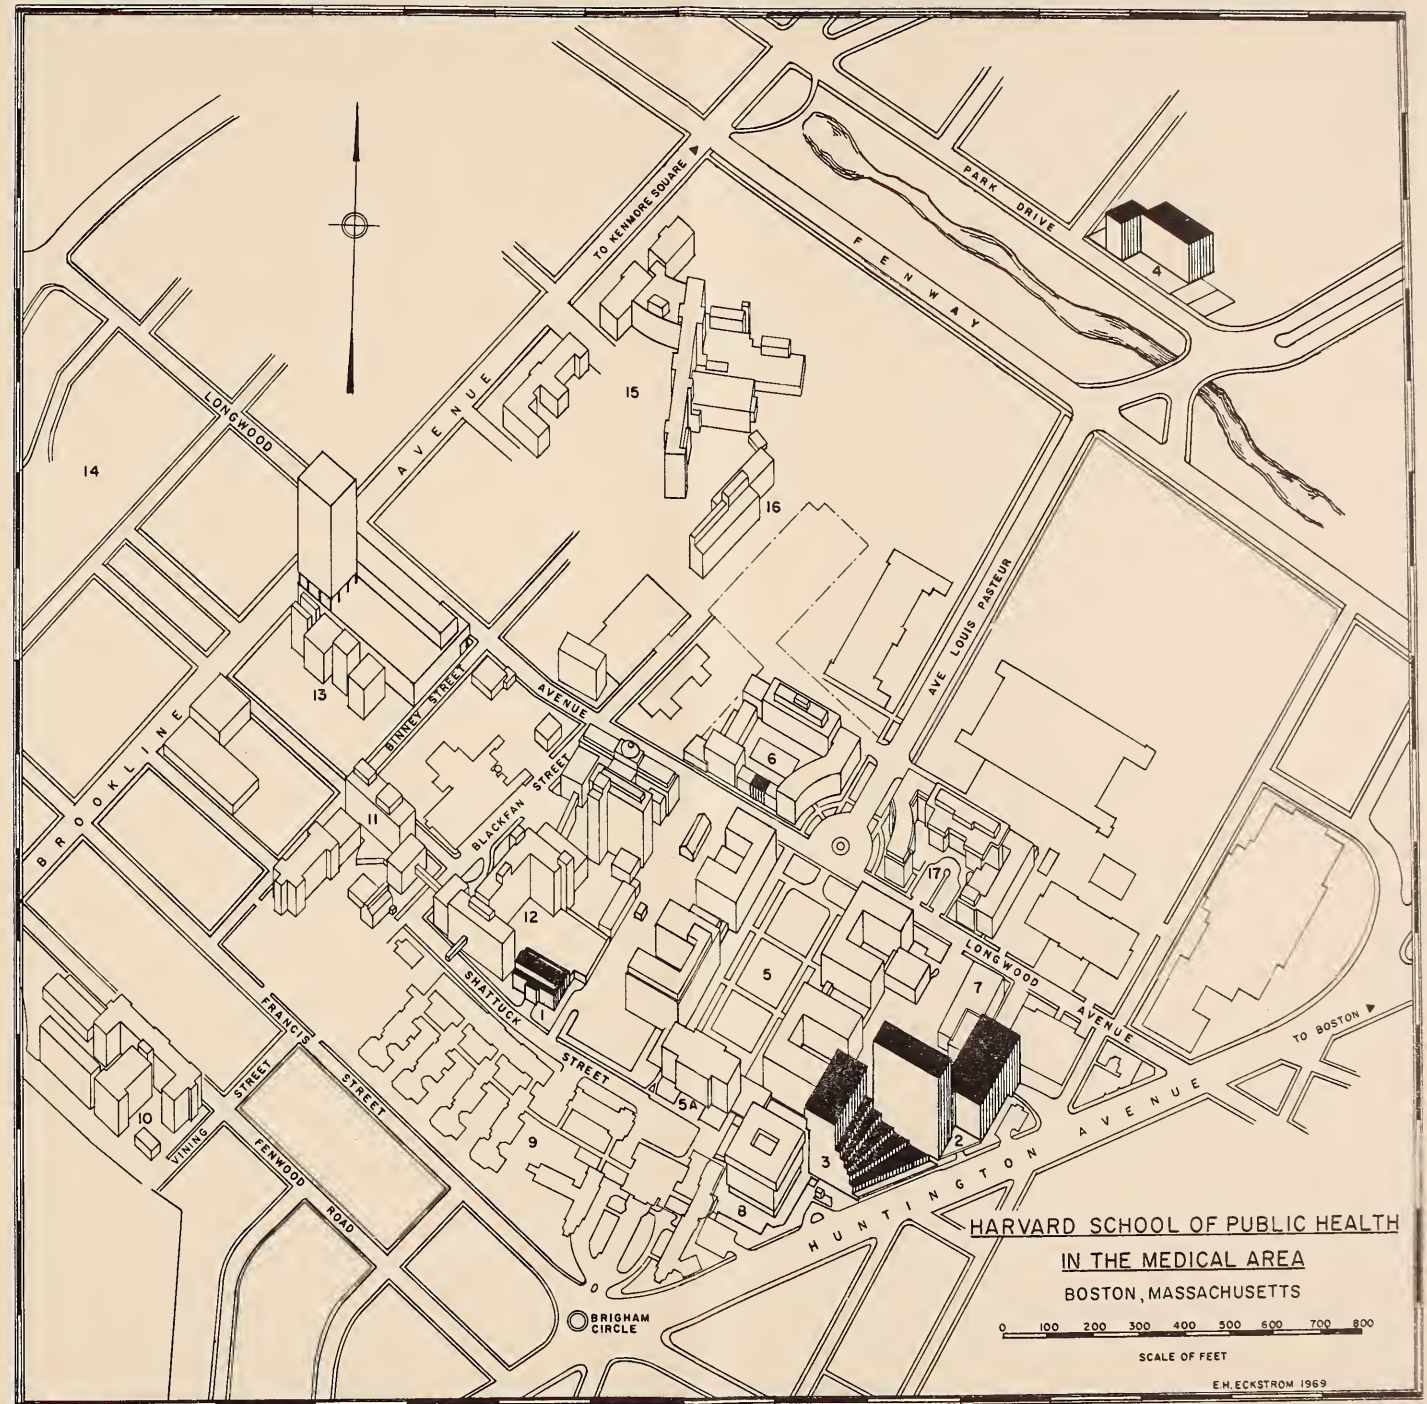 TO KENMORE SQUARE
PARK DRIVE
FENWAY
4
15
LONGWOOD
AVENUE
14
16
AVE LOUIS PASTEUR
13
BINNEY STREET
AVENUE
BROOKLINE
6
11
BLACKFAN STREET
17
12
LONGWOOD AVENUE
5
7
SHATTUCK STREET
1
FRANCIS STREET
TO BOSTON
5A
10
VINING STREET
9
2
3
FENWOOD ROAD
8
HUNTINGTON AVENUE
HARVARD SCHOOL OF PUBLIC HEALTH
IN THE MEDICAL AREA
BOSTON, MASSACHUSETTS
BRIGHAM
CIRCLE
0 100 200 300 400 500 600 700 800
SCALE OF FEET
E.H. ECKSTROM 1969